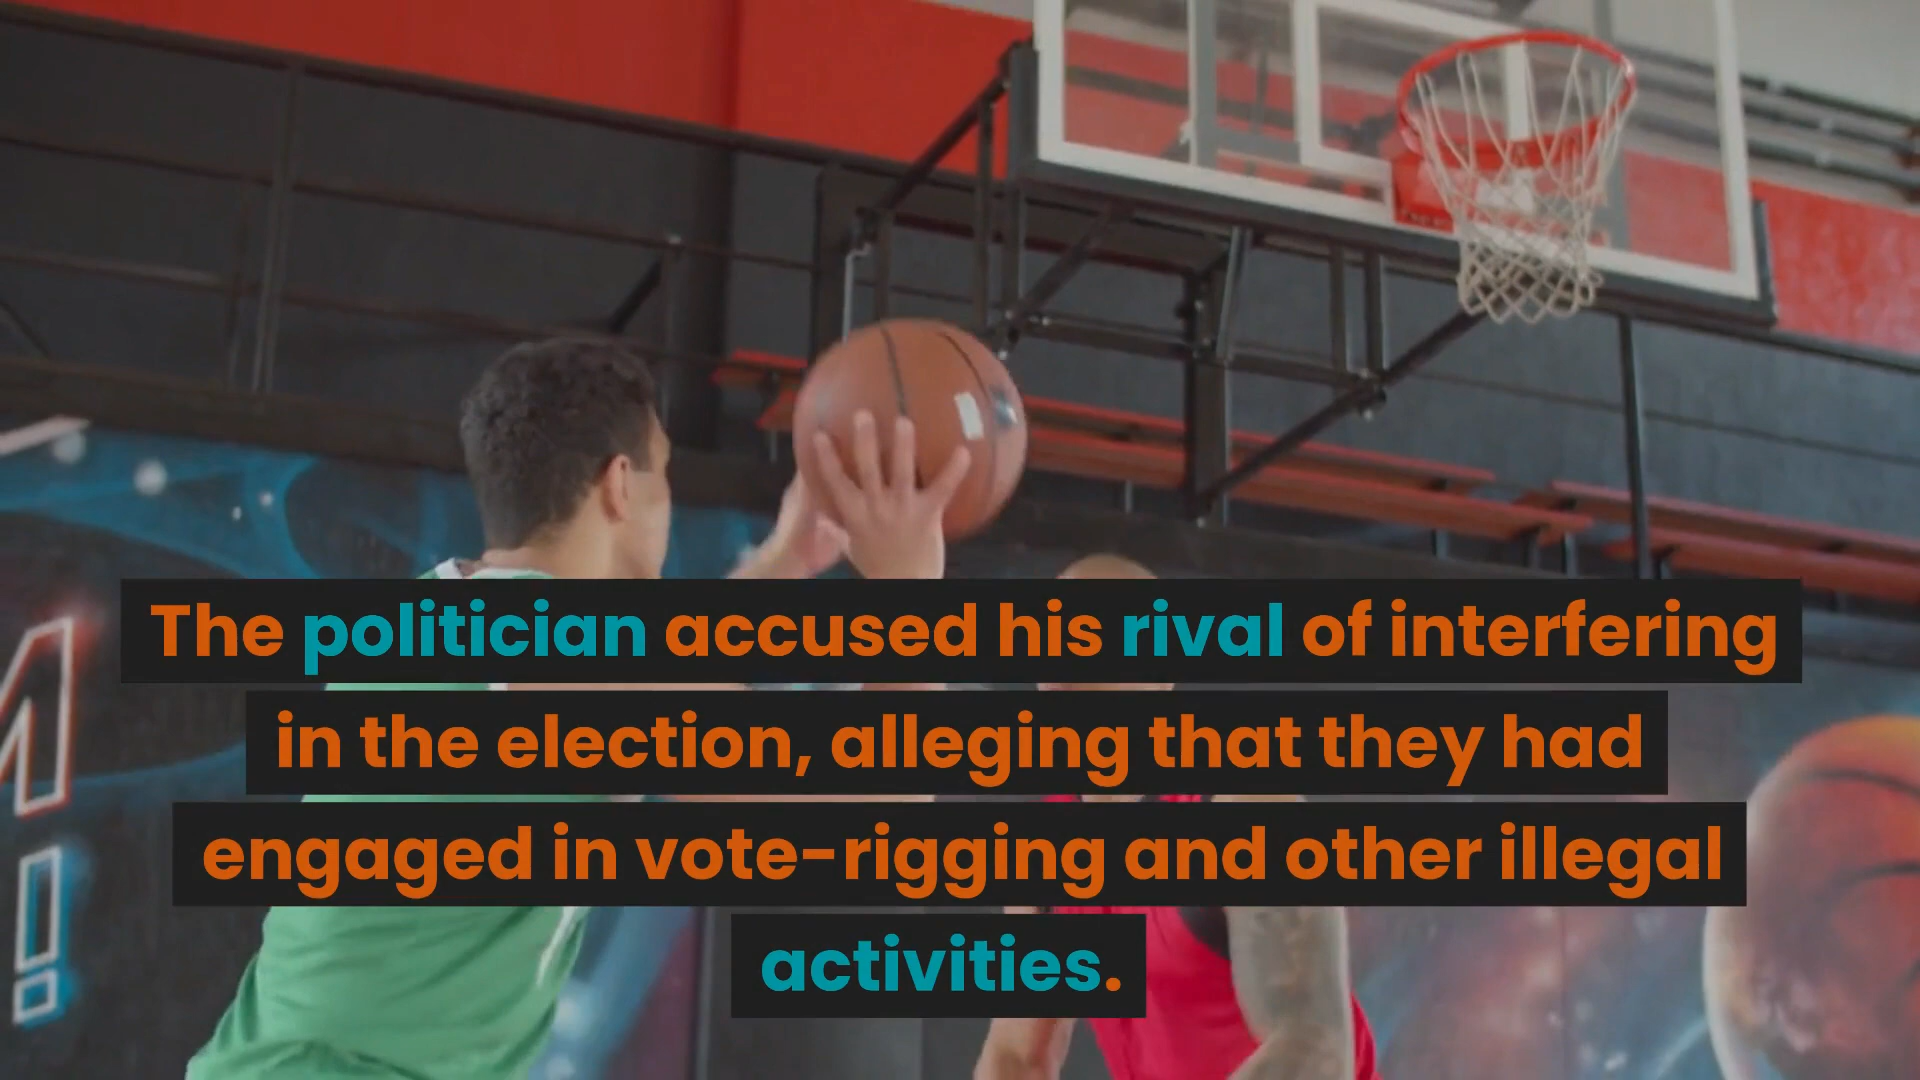 The politician accused his rival of interfering
in the election, alleging that they had
engaged in vote-rigging and other illegal
activities.